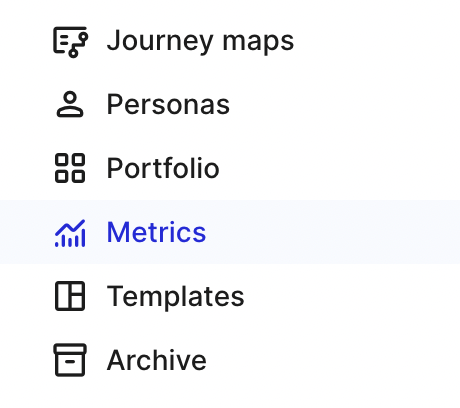 Journey maps
Personas
Portfolio
Metrics
Templates
Archive